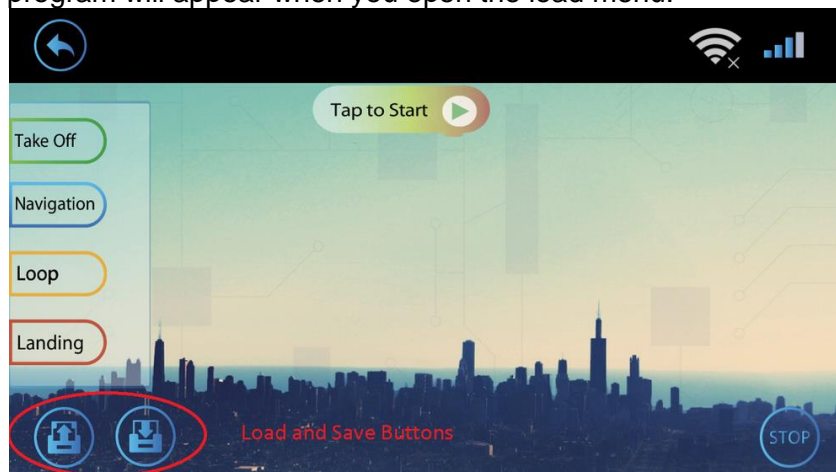 program will appear when you open the load menu.
Tap to Start
Take Off
Navigation
Loop
Landing
Load and Save Buttons
STOP